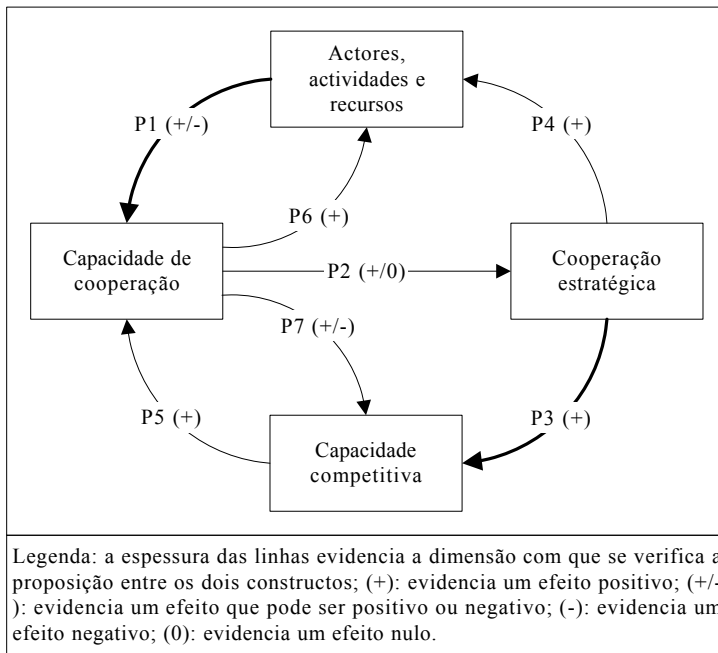 Actores,
actividades e
recursos
P1 (+/-)
P4 (+)
P6 (+)
Capacidade de
cooperação
P2 (+/0)
Cooperação
estratégica
P7 (+/-)
P5 (+)
P3 (+)
Capacidade
competitiva
Legenda: a espessura das linhas evidencia a dimensão com que se verifica a
proposição entre os dois constructos; (+): evidencia um efeito positivo; (+/-
): evidencia um efeito que pode ser positivo ou negativo; (-): evidencia um
efeito negativo; (0): evidencia um efeito nulo.